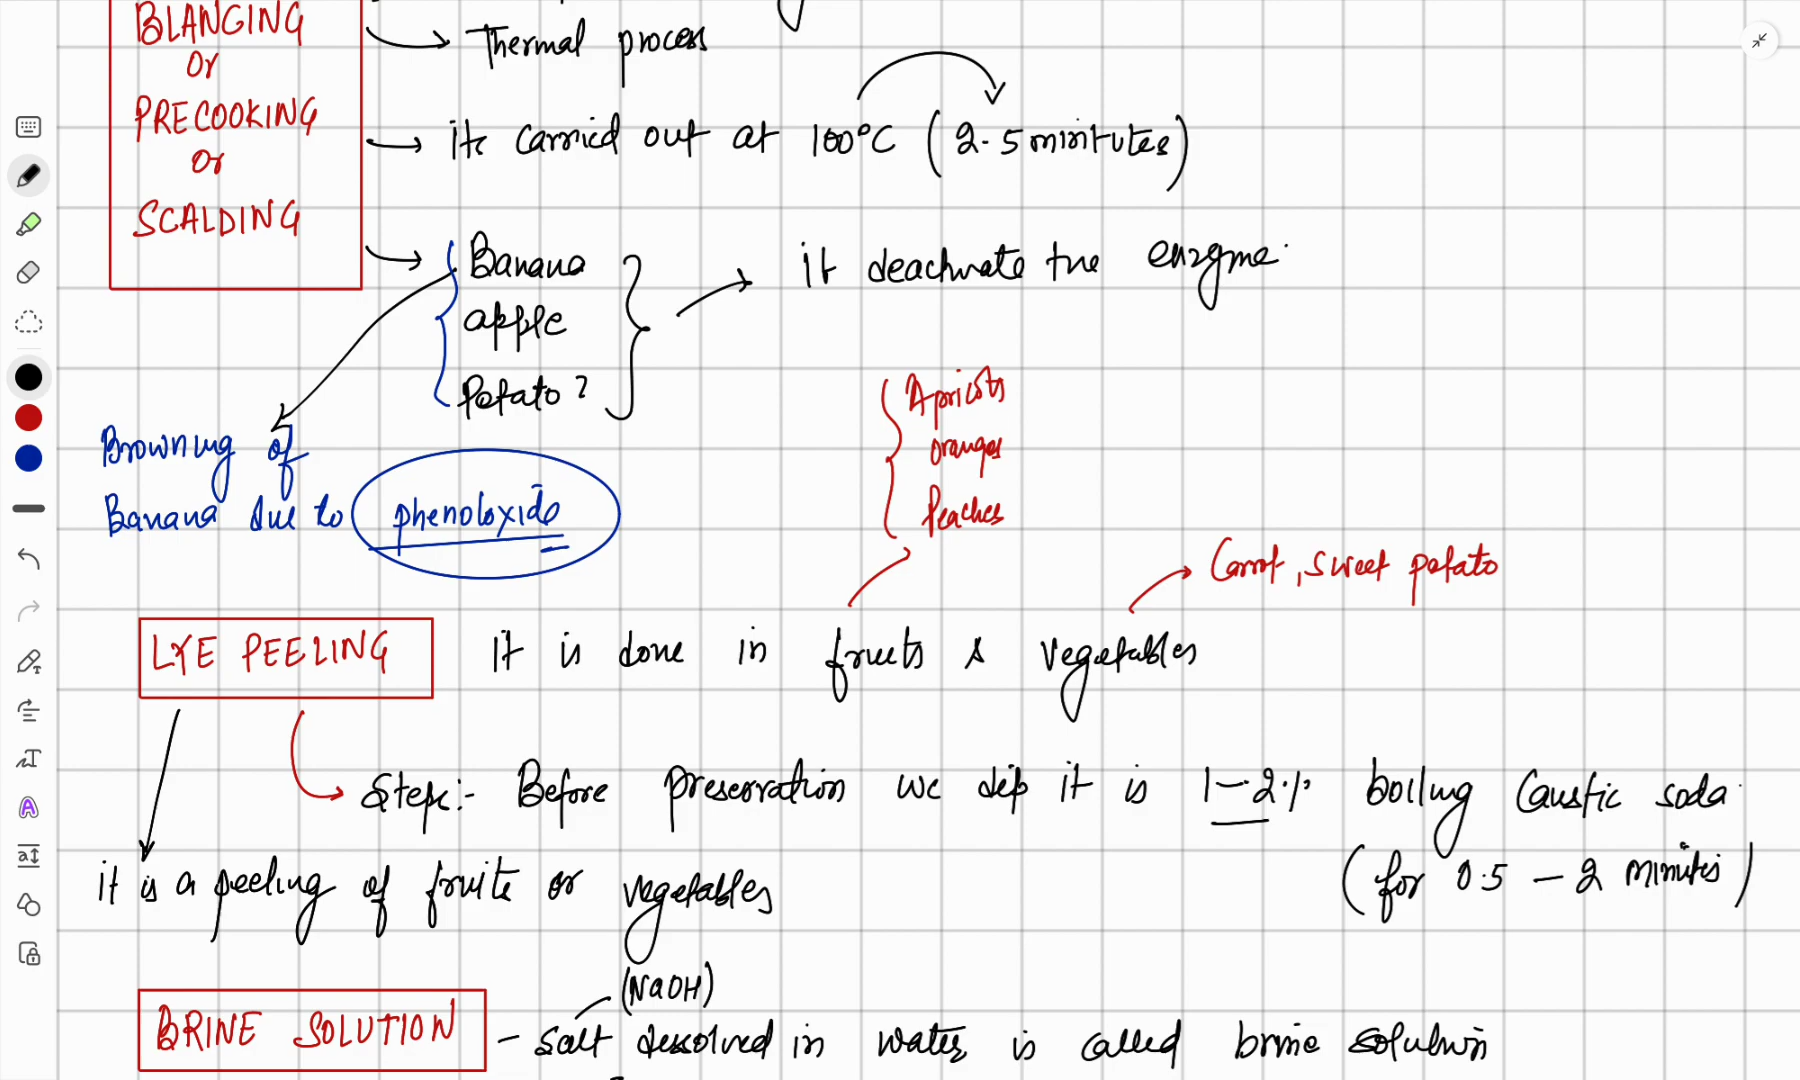 BLANGING
Or
PRECOOKING
Or
SCALDING
Thermal process
its carried out at 100°C (2-5 minitutes)
Banana
apple
Potato?
it deactivate the enzyme
Browning of
Banana due to phenoloxide
Apricots
oranges
Peaches
Carrot, sweet potato
LYE PEELING
It is done in fruits & vegetables
Steps:- Before preservation we dip it is 1-2% boiling caustic soda
(for 0.5 - 2 minutes)
it is a peeling of fruits or vegetables
(NaOH)
BRINE SOLUTION - salt dessolved in water is called brine solution